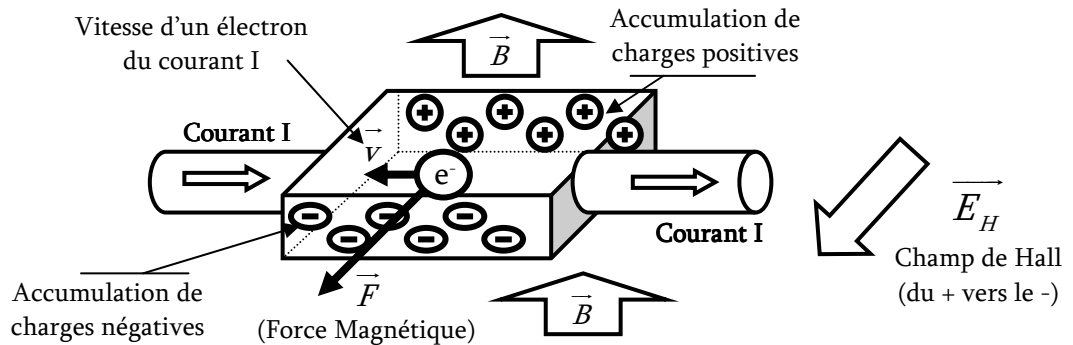 Vitesse d'un électron
du courant I
B
Accumulation de
charges positives
Courant I
v
e-
E_H
Courant I
Champ de Hall
(du + vers le -)
Accumulation de
charges négatives
F
(Force Magnétique)
B